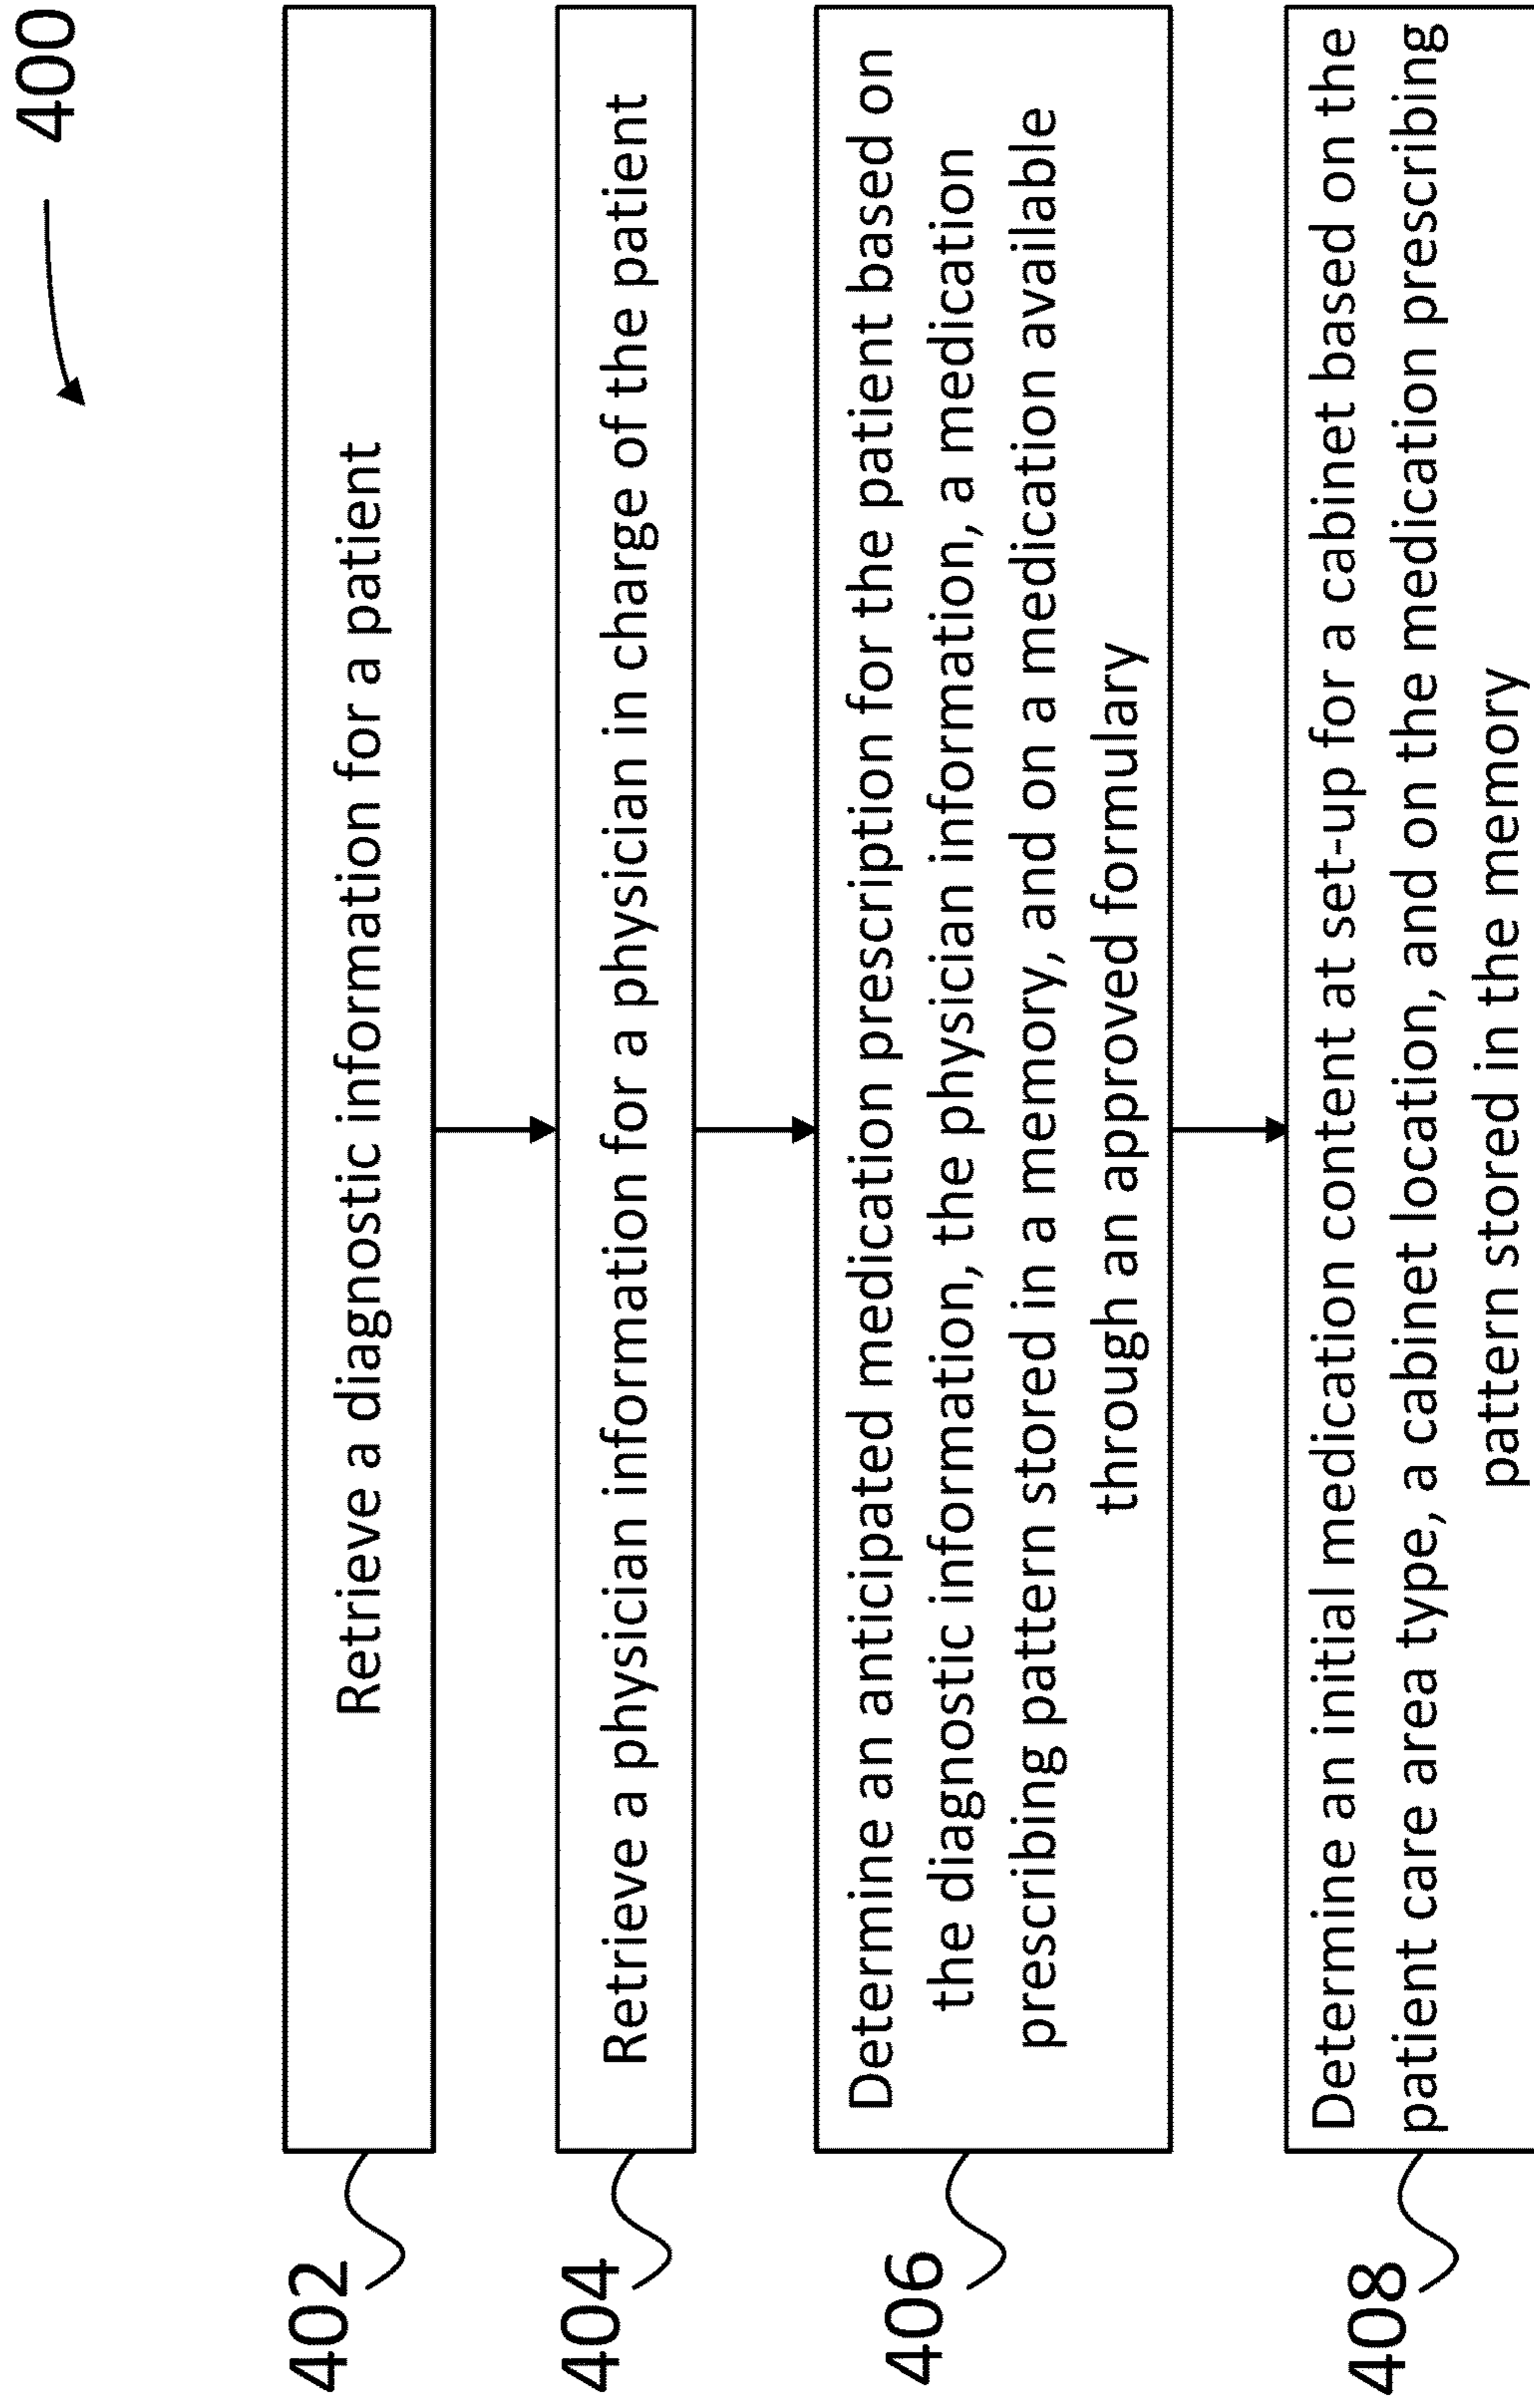 400
402
Retrieve a diagnostic information for a patient
404
Retrieve a physician information for a physician in charge of the patient
406
Determine an anticipated medication prescription for the patient based on
the diagnostic information, the physician information, a medication
prescribing pattern stored in a memory, and on a medication available
through an approved formulary
408
Determine an initial medication content at set-up for a cabinet based on the
patient care area type, a cabinet location, and on the medication prescribing
pattern stored in the memory